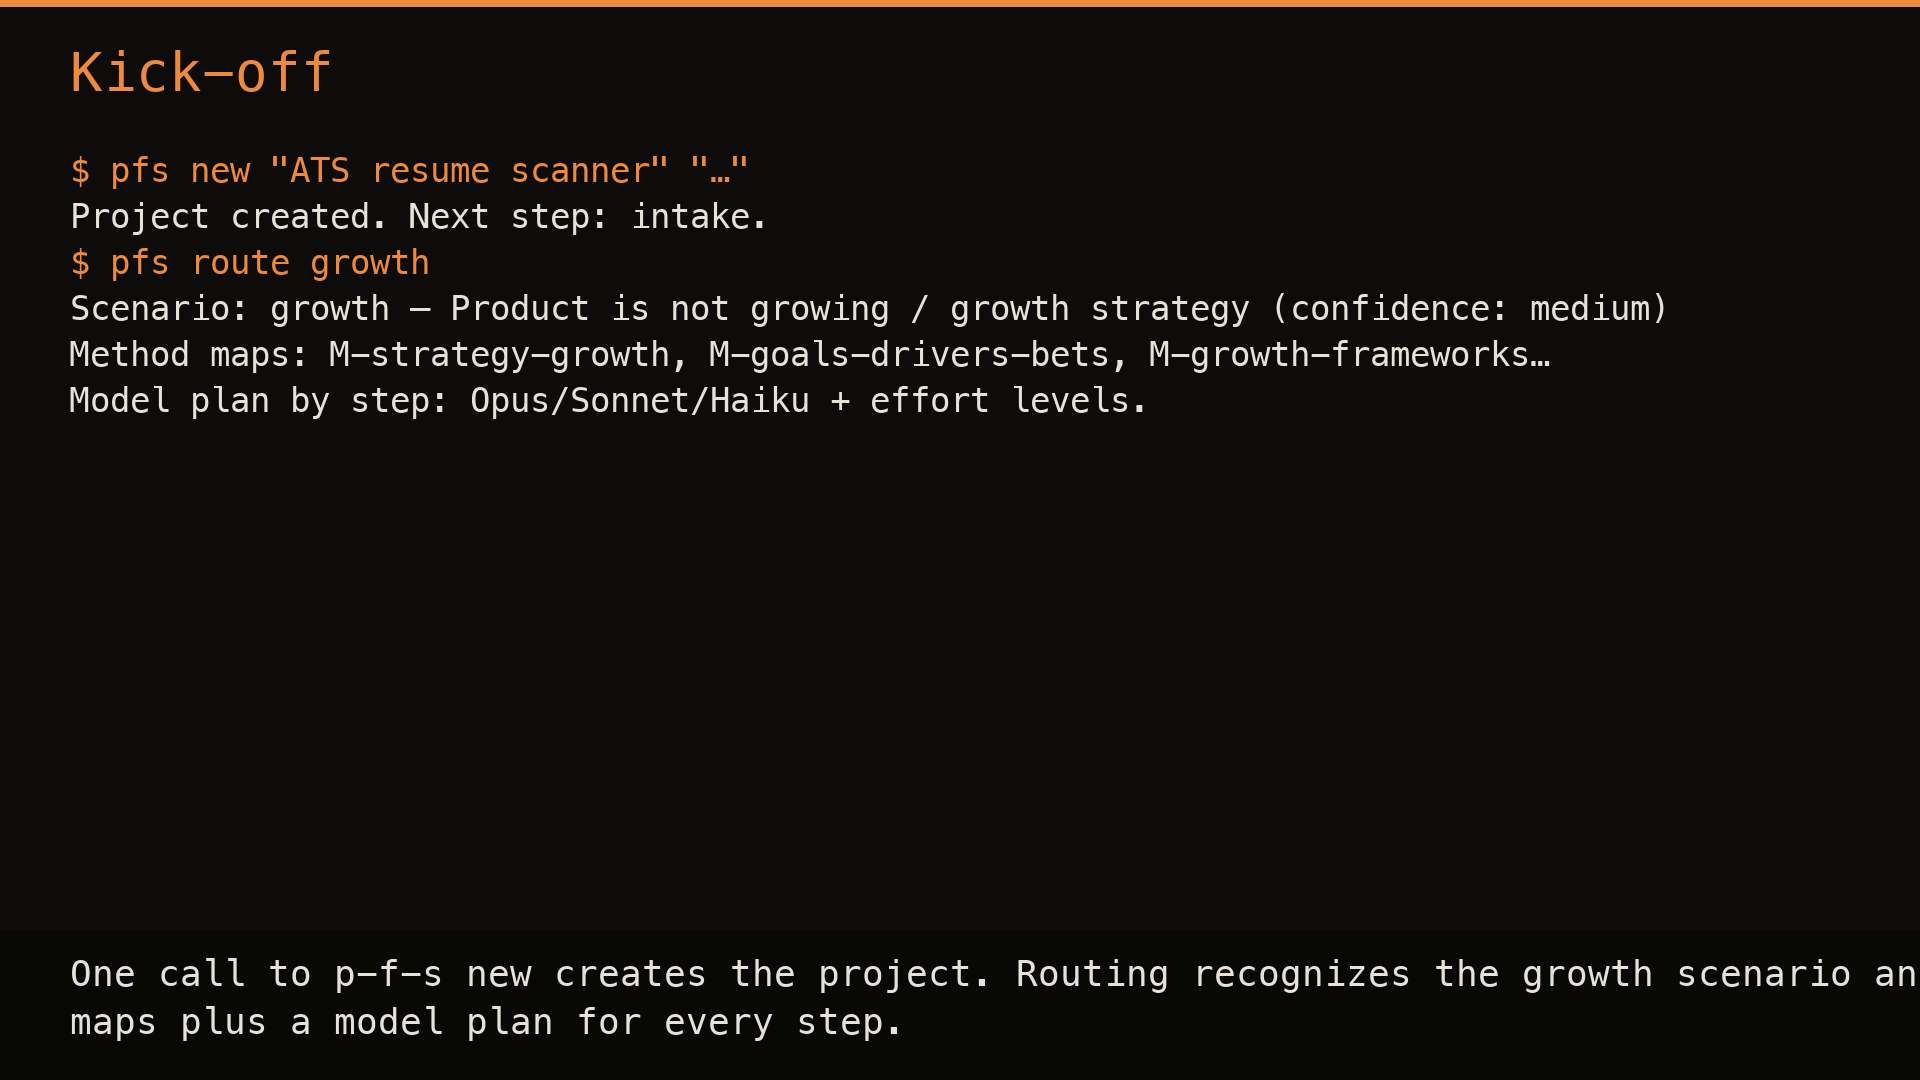 Kick–off
$ pfs new "ATS resume scanner" "…"
Project created. Next step: intake.
$ pfs route growth
Scenario: growth — Product is not growing / growth strategy (confidence: medium)
Method maps: M–strategy–growth, M–goals–drivers–bets, M–growth–frameworks…
Model plan by step: Opus/Sonnet/Haiku + effort levels.
One call to p–f–s new creates the project. Routing recognizes the growth scenario an
maps plus a model plan for every step.